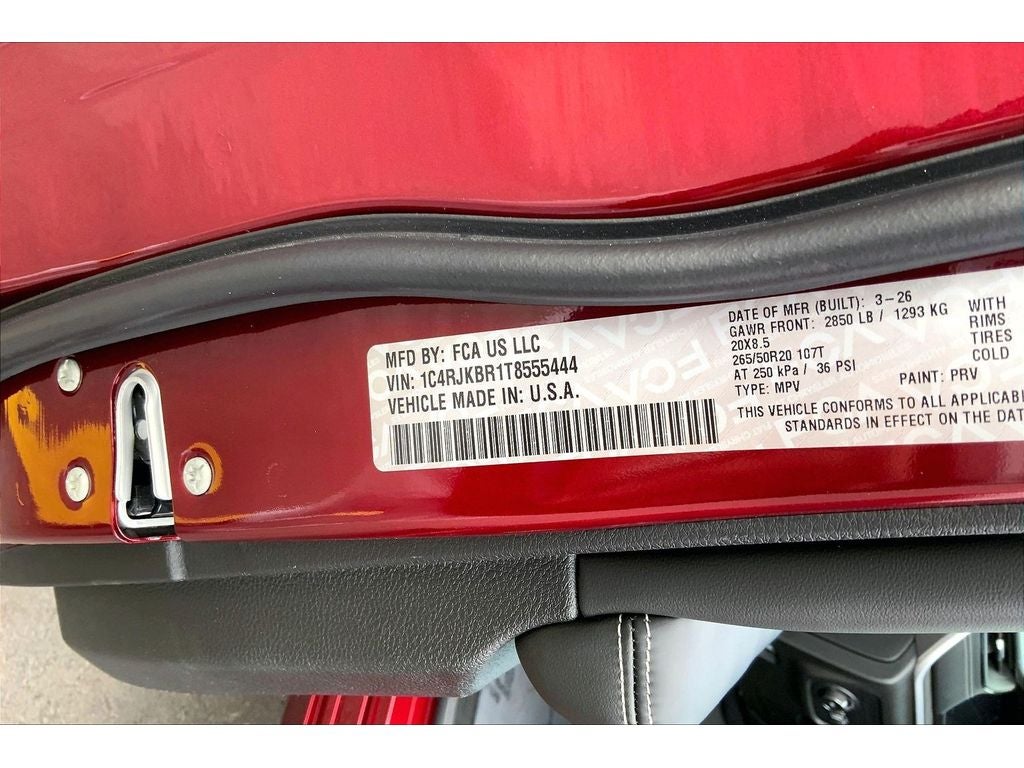 MFD BY: FCA US LLC
VIN: 1C4RJKBR1T8555444
VEHICLE MADE IN: U.S.A.
DATE OF MFR (BUILT): 3-26
GAWR FRONT: 2850 LB / 1293 KG WITH
20X8.5 RIMS
265/50R20 107T TIRES
AT 250 kPa / 36 PSI COLD
TYPE: MPV PAINT: PRV
THIS VEHICLE CONFORMS TO ALL
STANDARDS IN EFFECT ON THE